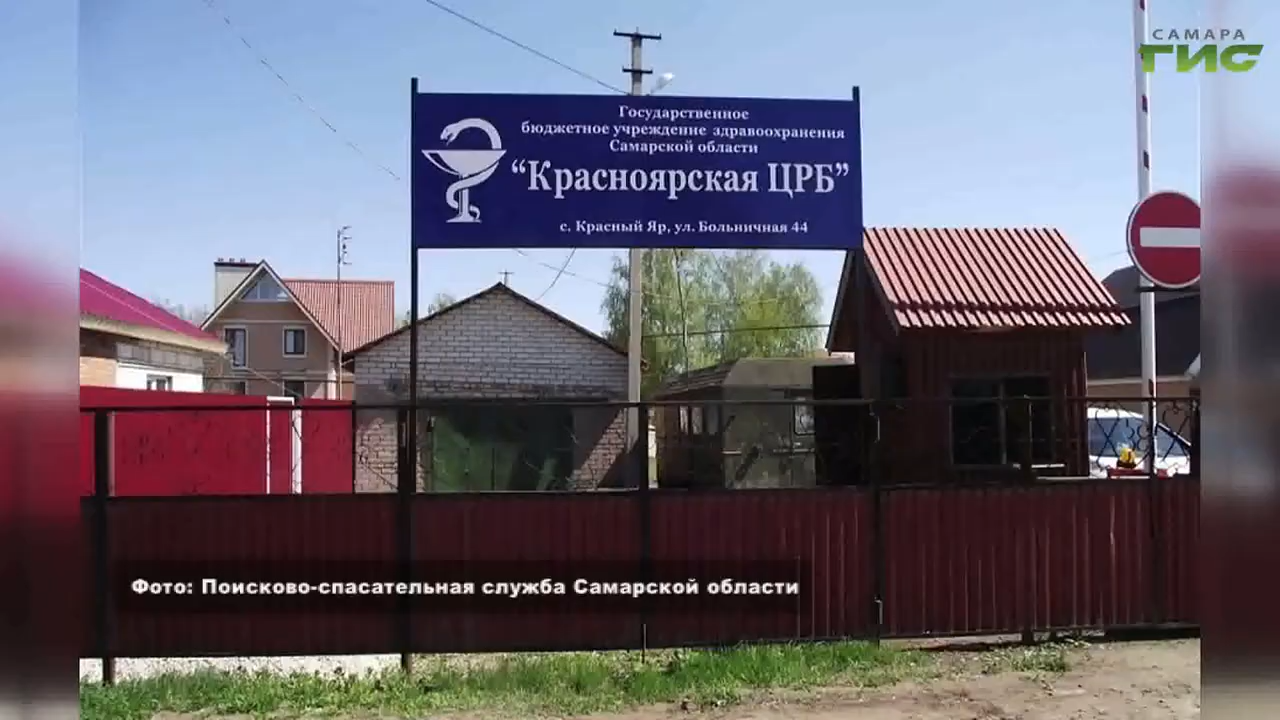 САМАРА
ГИС
Государственное
бюджетное учреждение здравоохранения
Самарской области
“Красноярская ЦРБ”
с. Красный Яр, ул. Больничная 44
Фото: Поисково-спасательная служба Самарской области